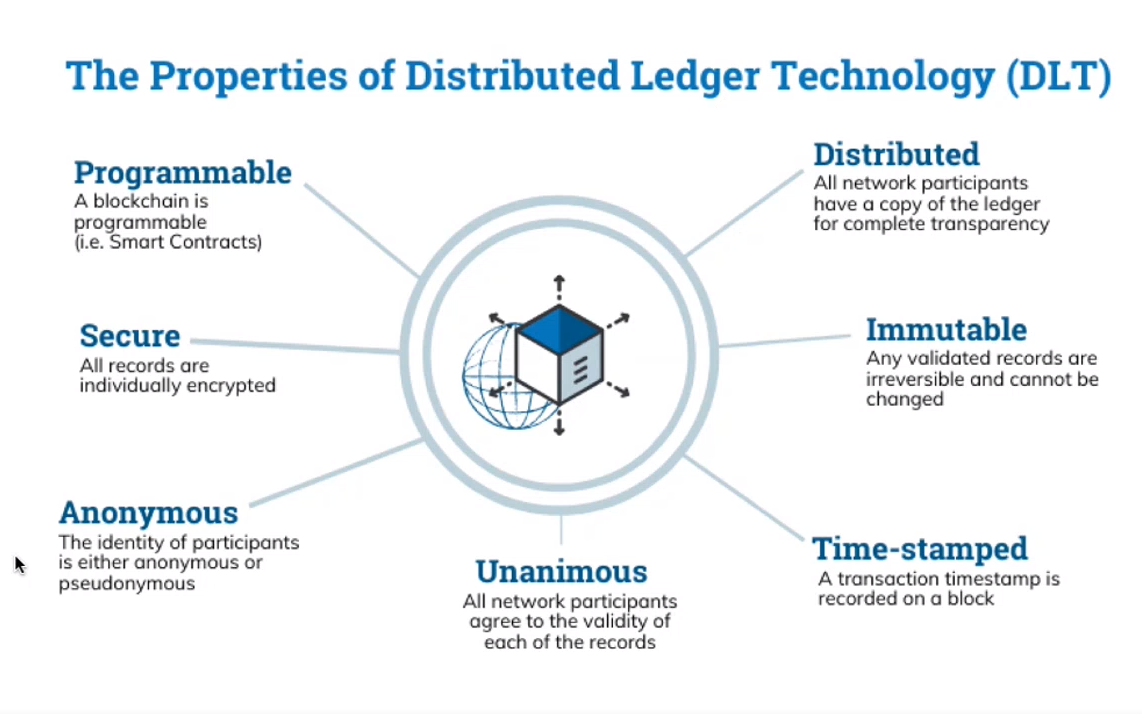 The Properties of Distributed Ledger Technology (DLT)
Programmable
A blockchain is
programmable
(i.e. Smart Contracts)
Secure
All records are
individually encrypted
Anonymous
The identity of participants
is either anonymous or
pseudonymous
Unanimous
All network participants
agree to the validity of
each of the records
Distributed
All network participants
have a copy of the ledger
for complete transparency
Immutable
Any validated records are
irreversible and cannot be
changed
Time-stamped
A transaction timestamp is
recorded on a block